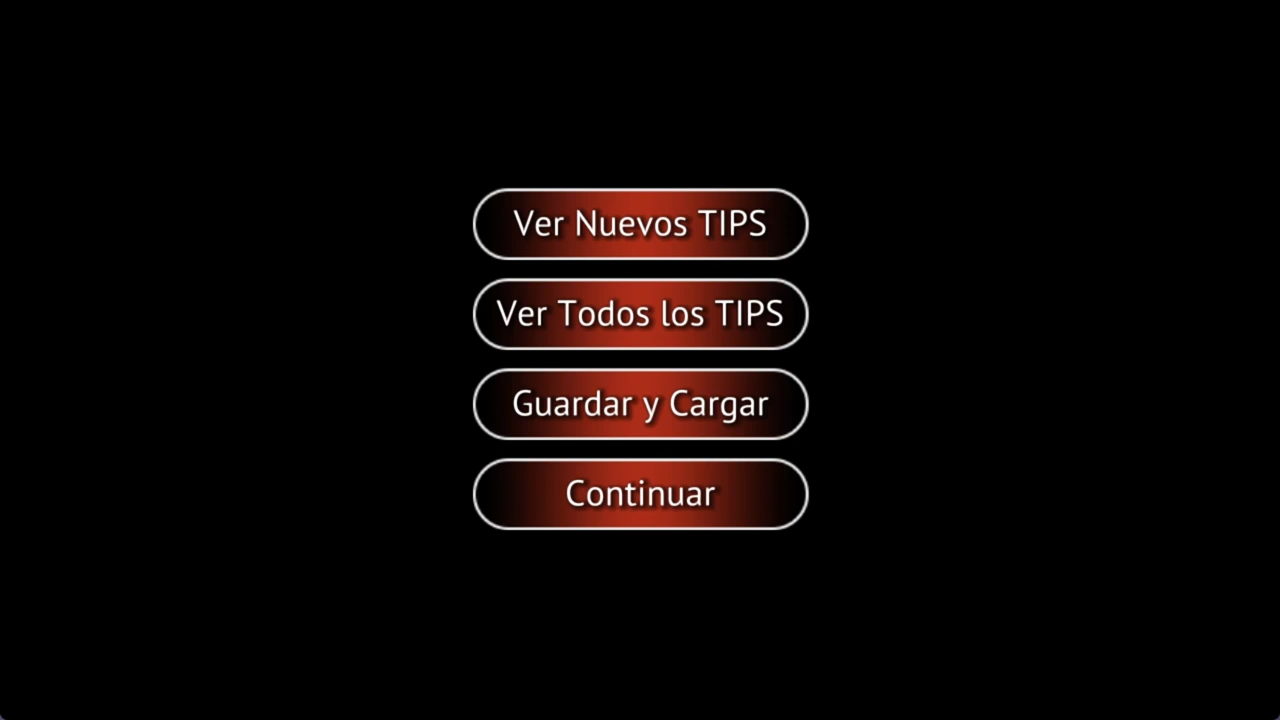 Ver Nuevos TIPS
Ver Todos los TIPS
Guardar y Cargar
Continuar